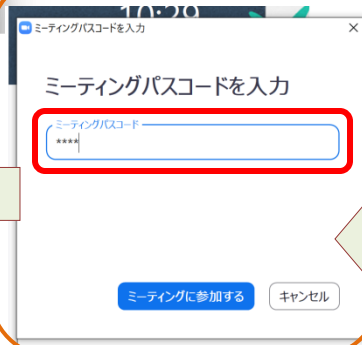 10:29
ミーティングパスコードを入力
ミーティングパスコードを入力
ミーティングパスコード
****
ミーティングに参加する
キャンセル